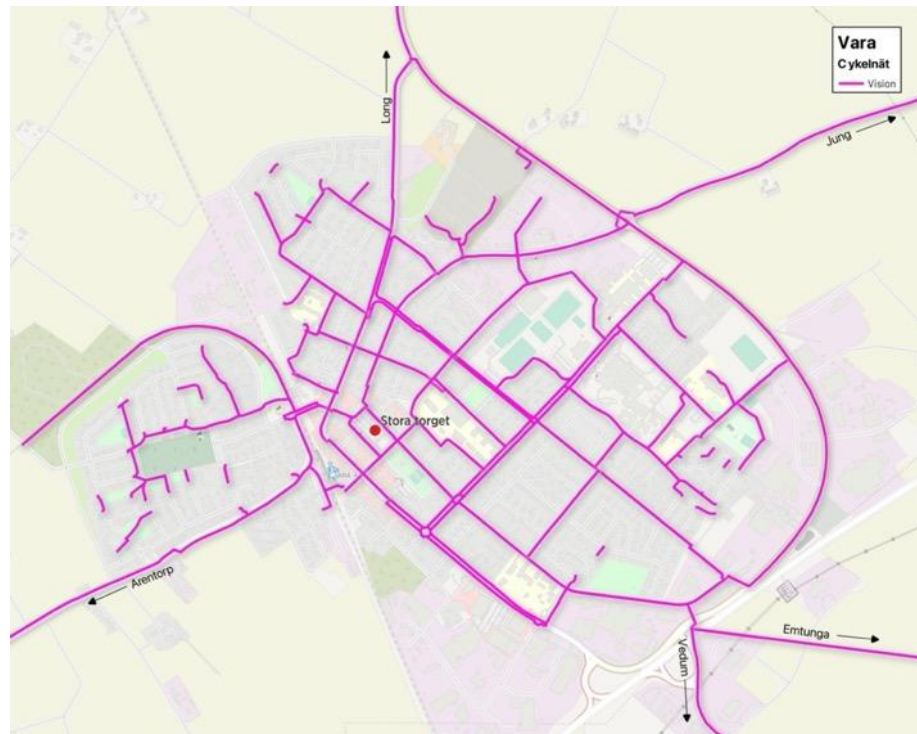 Vara
Cykelnät
Vision
Long
Jung
Stora torget
Arentorp
Emtunga
Vedum